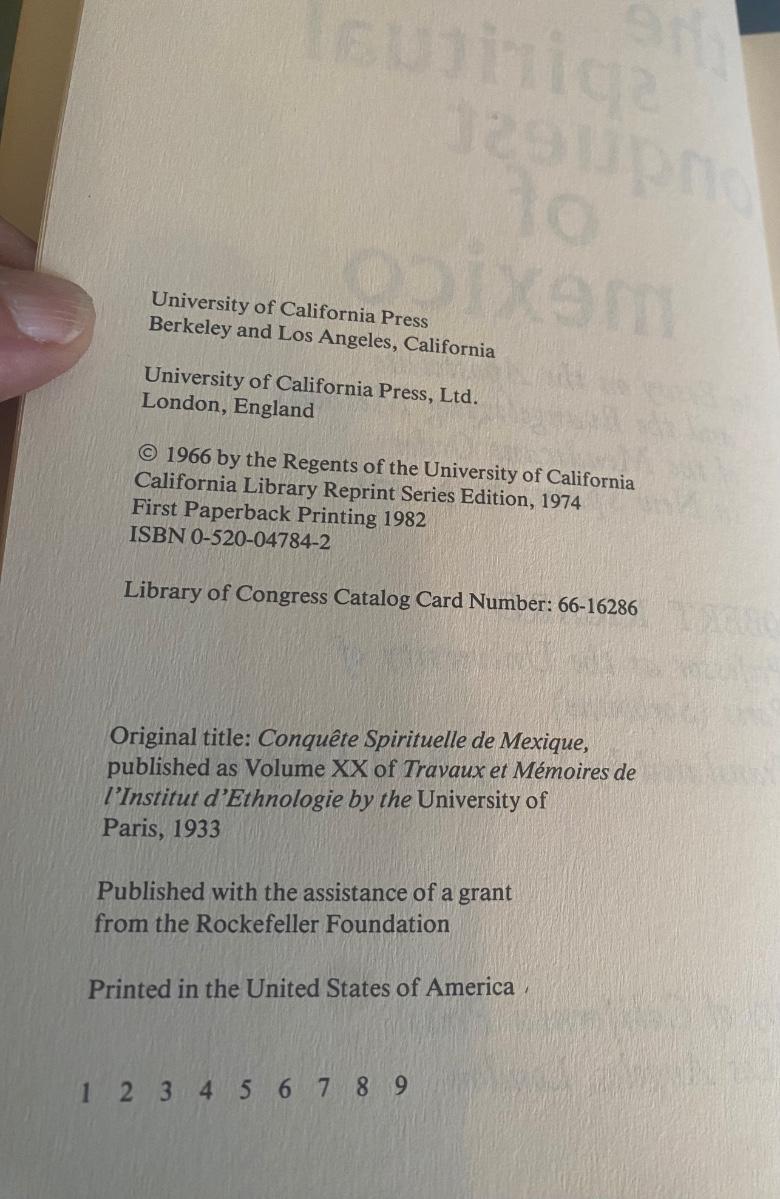 the
spiritual
onquest
of
mexico
University of California Press
Berkeley and Los Angeles, California
University of California Press, Ltd.
London, England
© 1966 by the Regents of the University of California
California Library Reprint Series Edition, 1974
First Paperback Printing 1982
ISBN 0-520-04784-2
Library of Congress Catalog Card Number: 66-16286
Original title: Conquête Spirituelle de Mexique,
published as Volume XX of Travaux et Mémoires de
l'Institut d'Ethnologie by the University of
Paris, 1933
Published with the assistance of a grant
from the Rockefeller Foundation
Printed in the United States of America
1 2 3 4 5 6 7 8 9